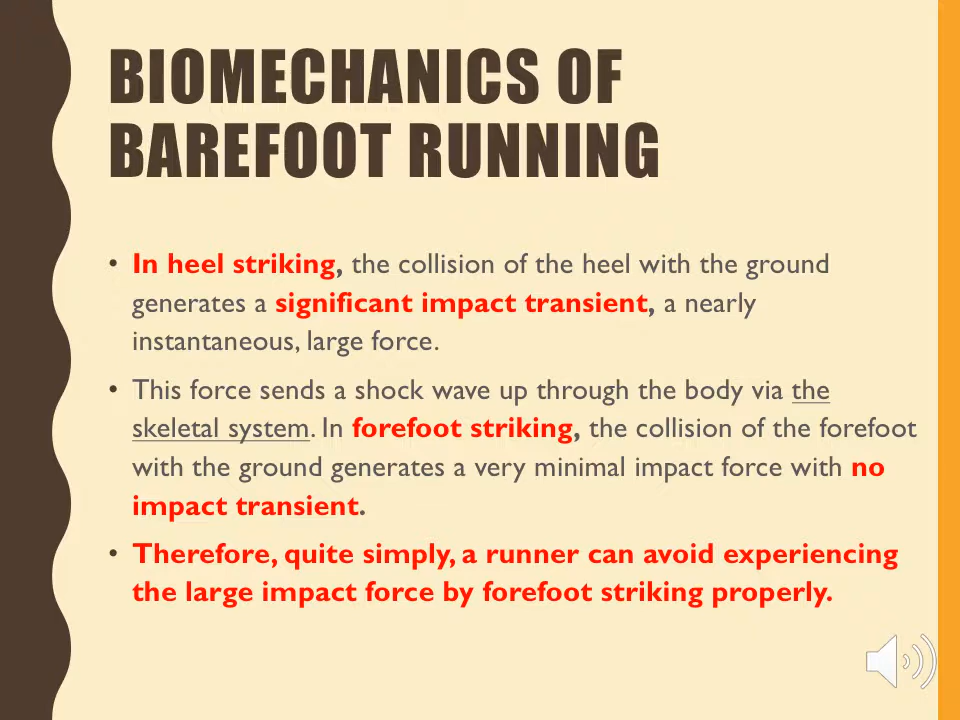 BIOMECHANICS OF
BAREFOOT RUNNING
• In heel striking, the collision of the heel with the ground
generates a significant impact transient, a nearly
instantaneous, large force.
• This force sends a shock wave up through the body via the
skeletal system. In forefoot striking, the collision of the forefoot
with the ground generates a very minimal impact force with no
impact transient.
• Therefore, quite simply, a runner can avoid experiencing
the large impact force by forefoot striking properly.